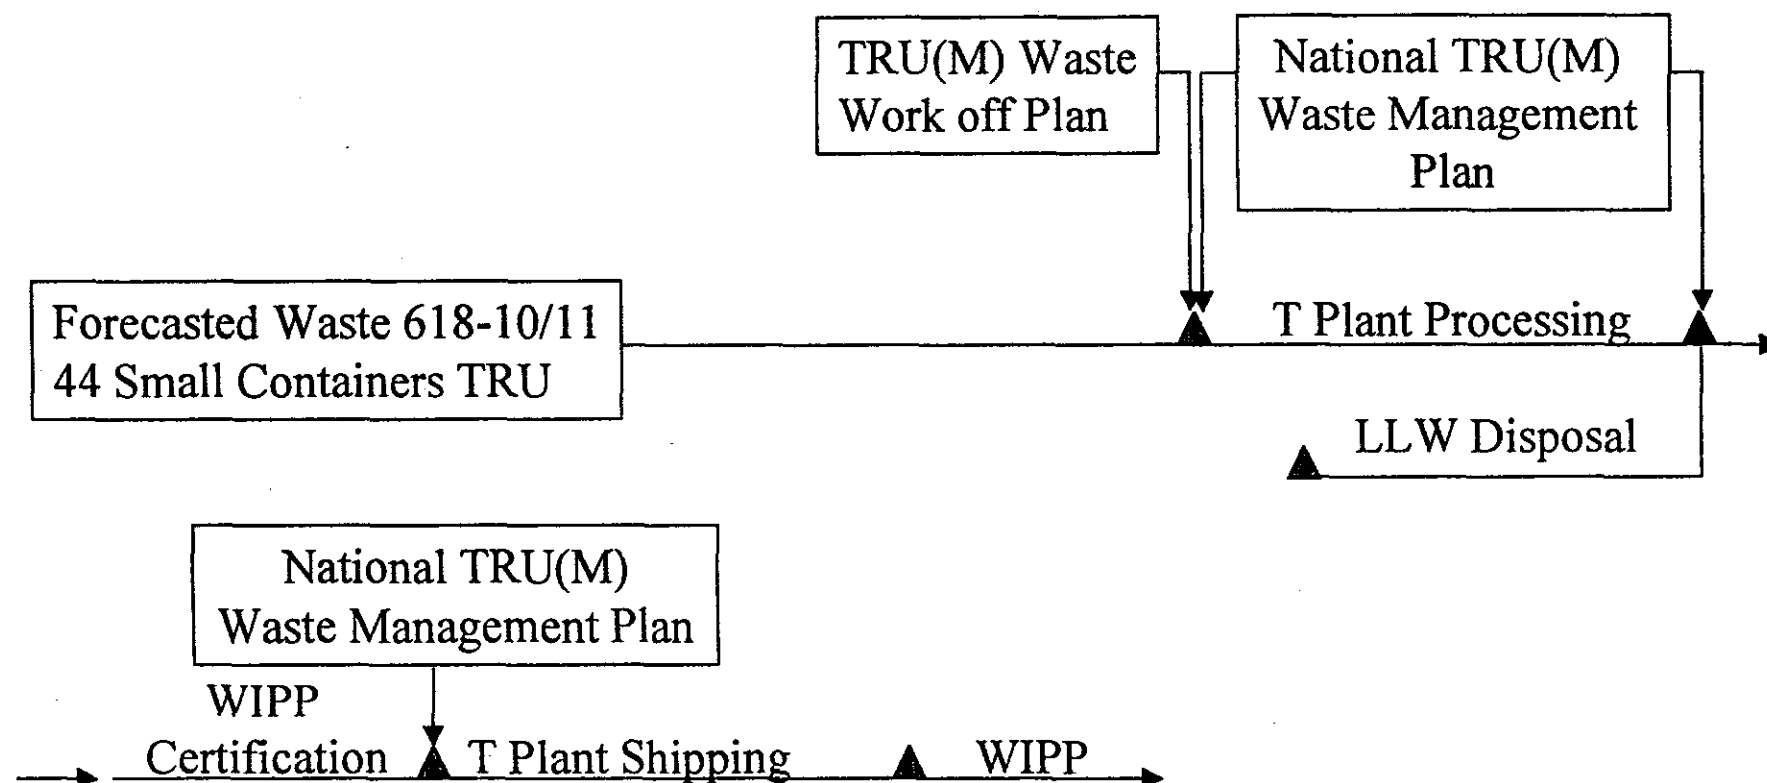 TRU(M) Waste
Work off Plan
National TRU(M)
Waste Management
Plan
Forecasted Waste 618-10/11
44 Small Containers TRU
T Plant Processing
LLW Disposal
National TRU(M)
Waste Management Plan
WIPP
Certification
T Plant Shipping
WIPP